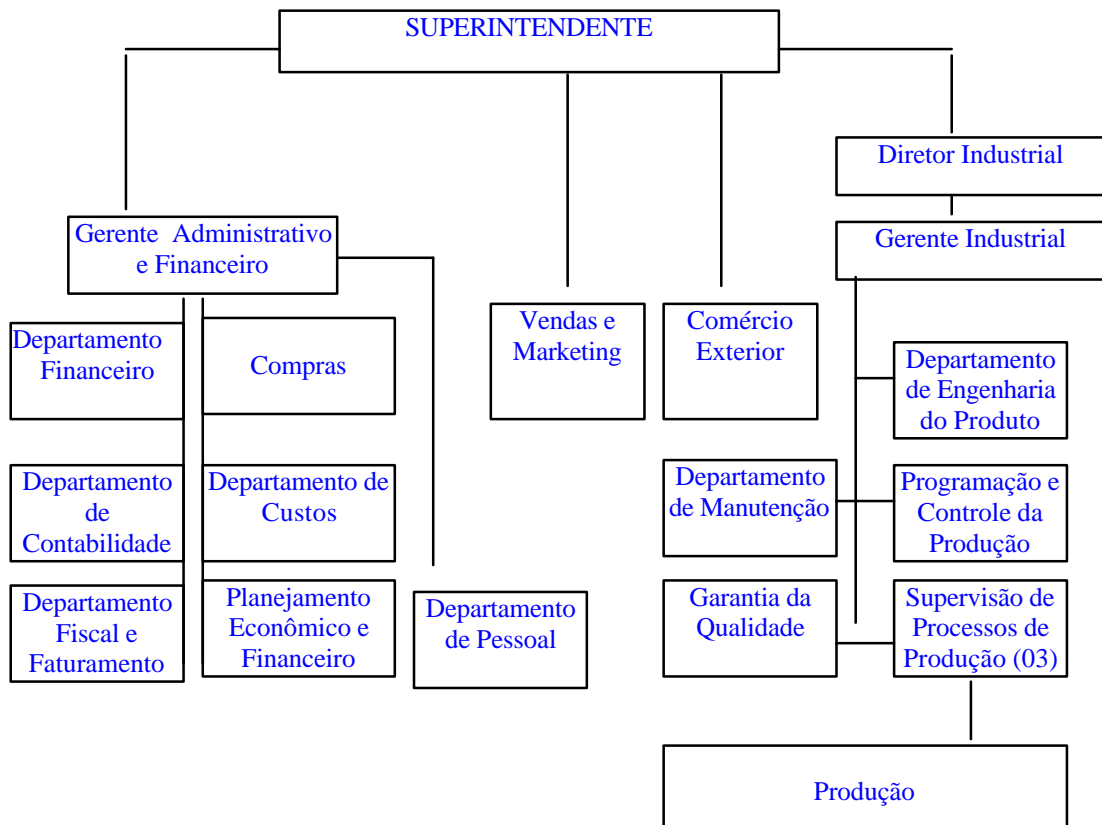 SUPERINTENDENTE
Diretor Industrial
Gerente Administrativo
e Financeiro
Gerente Industrial
Departamento
Financeiro
Compras
Vendas e
Marketing
Comércio
Exterior
Departamento
de Engenharia
do Produto
Departamento
de
Contabilidade
Departamento de
Custos
Departamento
de Manutenção
Programação e
Controle da
Produção
Departamento
Fiscal e
Faturamento
Planejamento
Econômico e
Financeiro
Departamento
de Pessoal
Garantia da
Qualidade
Supervisão de
Processos de
Produção (03)
Produção